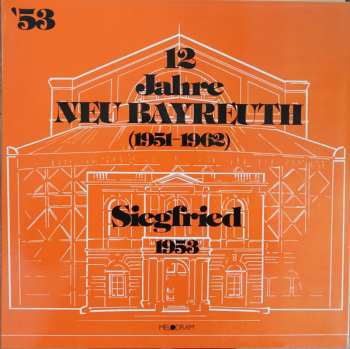 '53
12
Jahre
NEU BAYREUTH
(1951-1962)
Siegfried
1953
MELODRAM